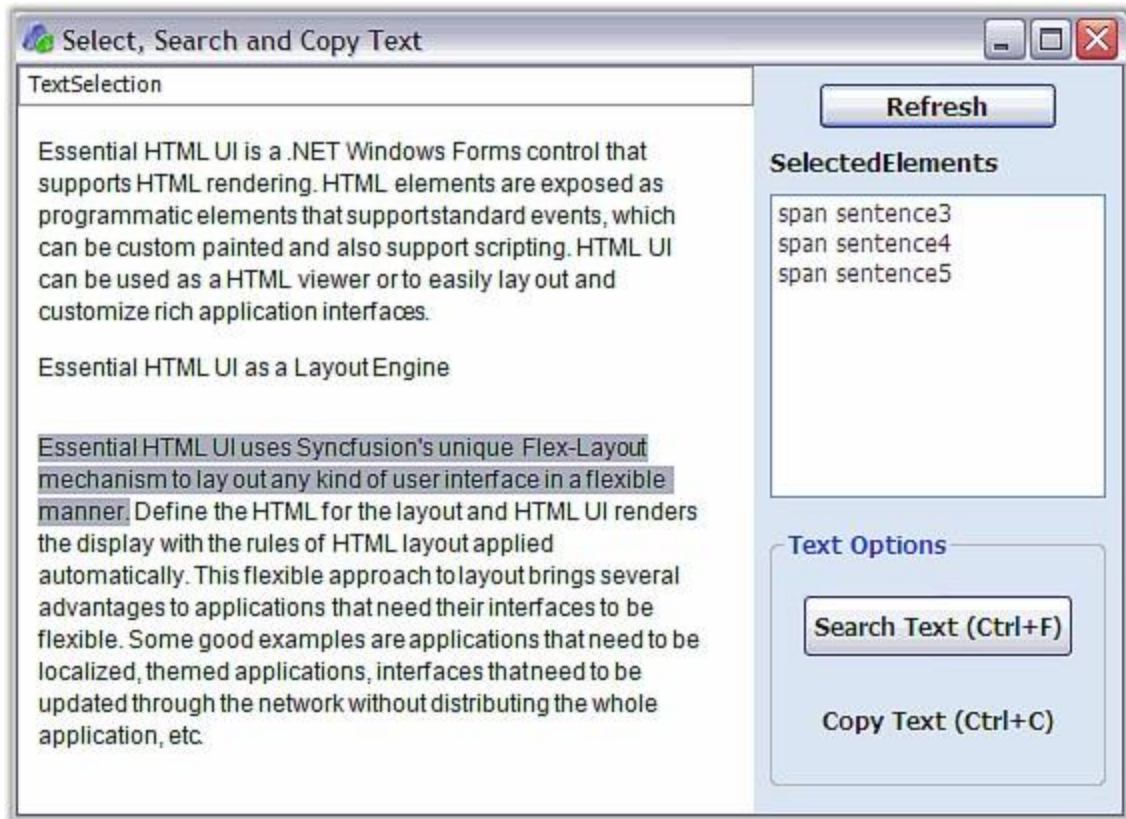 Select, Search and Copy Text
TextSelection
Essential HTML UI is a .NET Windows Forms control that
supports HTML rendering. HTML elements are exposed as
programmatic elements that support standard events, which
can be custom painted and also support scripting. HTML UI
can be used as a HTML viewer or to easily lay out and
customize rich application interfaces.
Essential HTML UI as a Layout Engine
Essential HTML UI uses Syncfusion's unique Flex-Layout
mechanism to lay out any kind of user interface in a flexible
manner. Define the HTML for the layout and HTML UI renders
the display with the rules of HTML layout applied
automatically. This flexible approach to layout brings several
advantages to applications that need their interfaces to be
flexible. Some good examples are applications that need to be
localized, themed applications, interfaces that need to be
updated through the network without distributing the whole
application, etc.
Refresh
SelectedElements
span sentence3
span sentence4
span sentence5
Text Options
Search Text (Ctrl+F)
Copy Text (Ctrl+C)